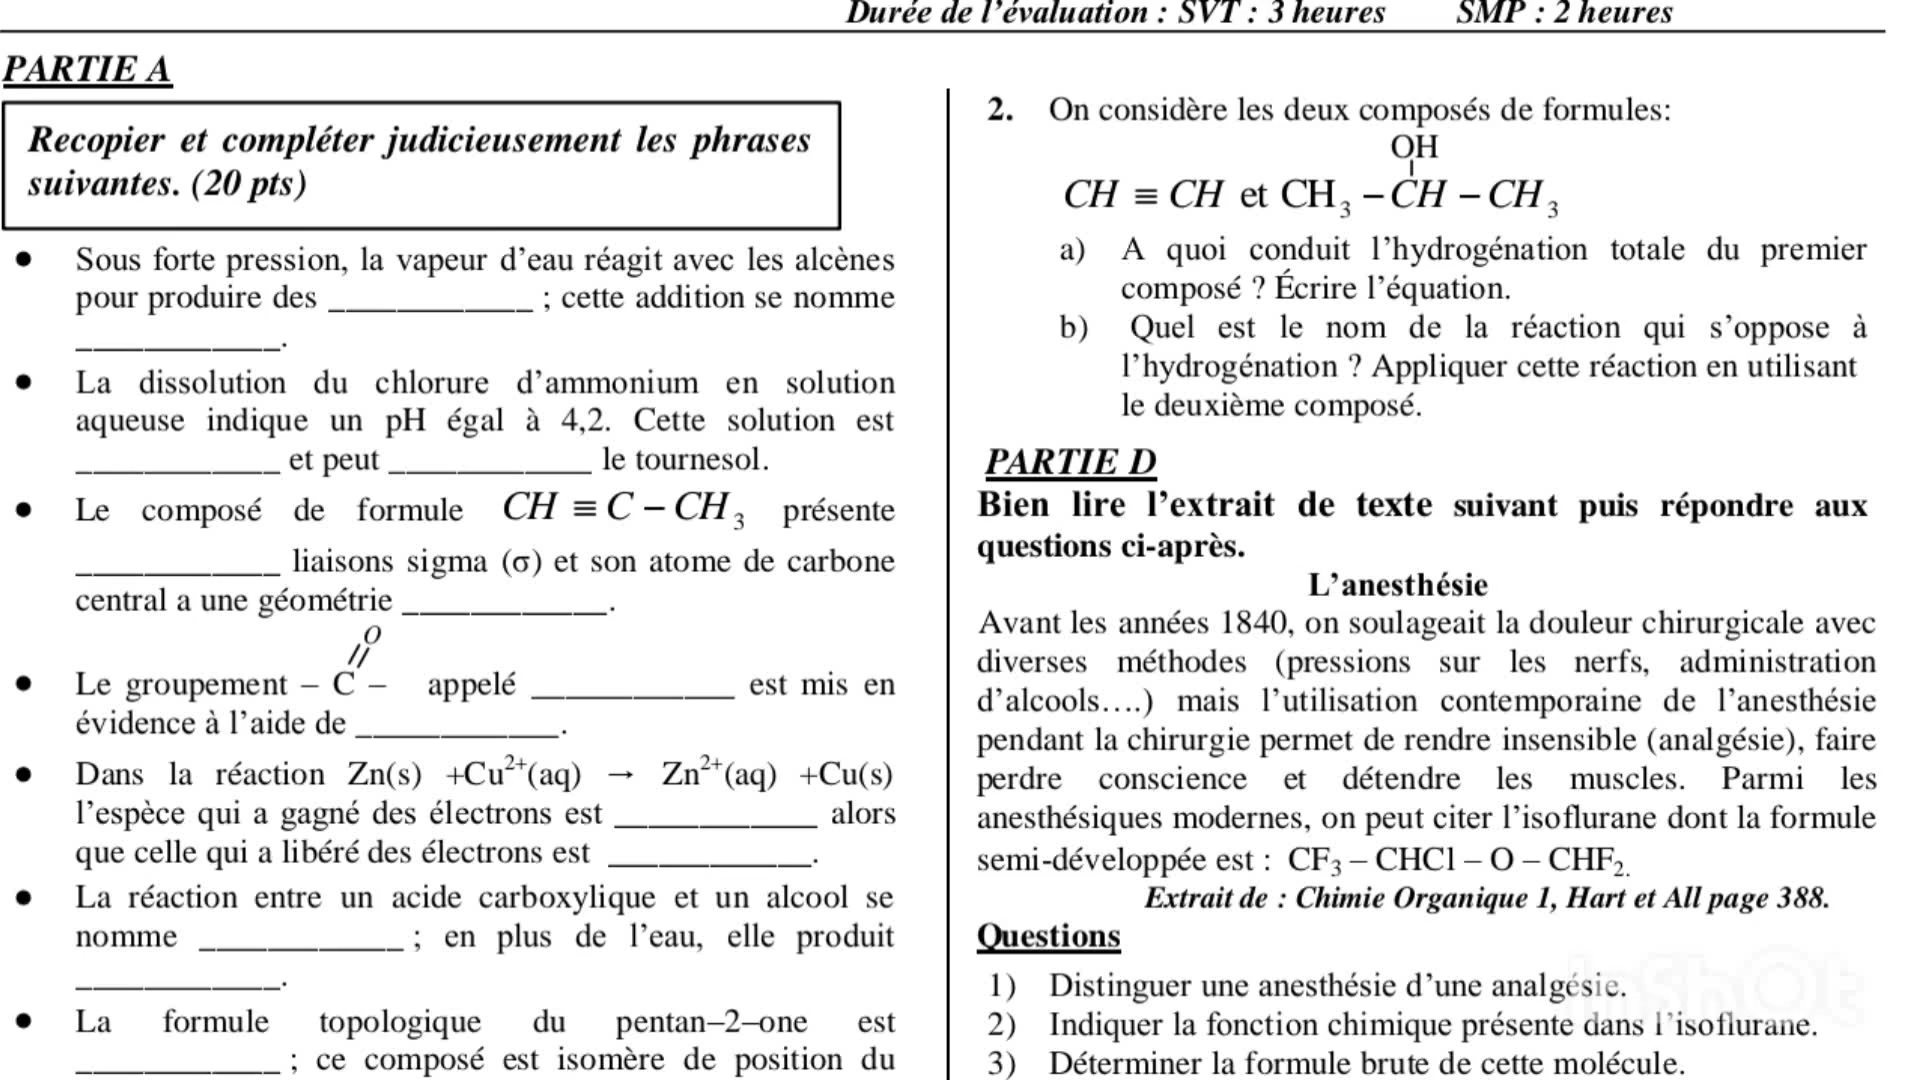 Durée de l'évaluation : SVT : 3 heures SMP : 2 heures
PARTIE A
Recopier et compléter judicieusement les phrases
suivantes. (20 pts)
● Sous forte pression, la vapeur d'eau réagit avec les alcènes
pour produire des ____________ ; cette addition se nomme
____________.
● La dissolution du chlorure d'ammonium en solution
aqueuse indique un pH égal à 4,2. Cette solution est
____________ et peut ____________ le tournesol.
● Le composé de formule CH ≡ C – CH₃ présente
____________ liaisons sigma (σ) et son atome de carbone
central a une géométrie ____________.
O
//
● Le groupement – C – appelé ____________ est mis en
évidence à l'aide de ____________.
● Dans la réaction Zn(s) +Cu²⁺(aq) → Zn²⁺(aq) +Cu(s)
l'espèce qui a gagné des électrons est ____________ alors
que celle qui a libéré des électrons est ____________.
● La réaction entre un acide carboxylique et un alcool se
nomme ____________ ; en plus de l'eau, elle produit
____________.
● La formule topologique du pentan–2–one est
____________ ; ce composé est isomère de position du
2. On considère les deux composés de formules:
OH
CH ≡ CH et CH₃ – CH – CH₃
a) A quoi conduit l'hydrogénation totale du premier
composé ? Écrire l'équation.
b) Quel est le nom de la réaction qui s'oppose à
l'hydrogénation ? Appliquer cette réaction en utilisant
le deuxième composé.
PARTIE D
Bien lire l'extrait de texte suivant puis répondre aux
questions ci-après.
L'anesthésie
Avant les années 1840, on soulageait la douleur chirurgicale avec
diverses méthodes (pressions sur les nerfs, administration
d'alcools….) mais l'utilisation contemporaine de l'anesthésie
pendant la chirurgie permet de rendre insensible (analgésie), faire
perdre conscience et détendre les muscles. Parmi les
anesthésiques modernes, on peut citer l'isoflurane dont la formule
semi-développée est : CF₃ – CHCl – O – CHF₂.
Extrait de : Chimie Organique 1, Hart et All page 388.
Questions
1) Distinguer une anesthésie d'une analgésie.
2) Indiquer la fonction chimique présente dans l'isoflurane.
3) Déterminer la formule brute de cette molécule.
InShOt